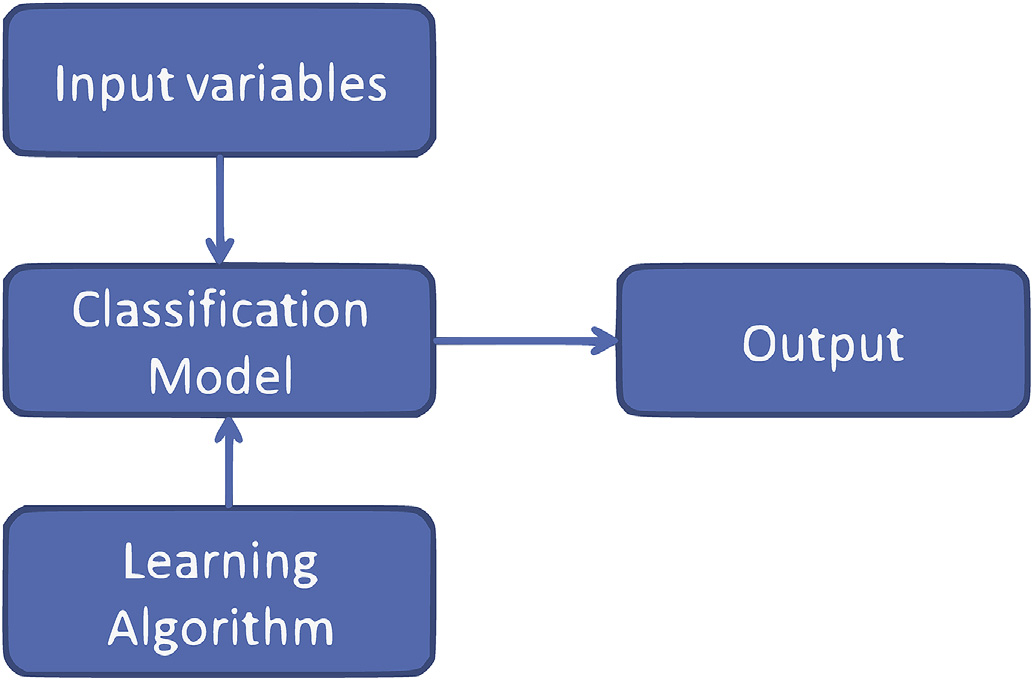 Input variables
Classification
Model
Output
Learning
Algorithm